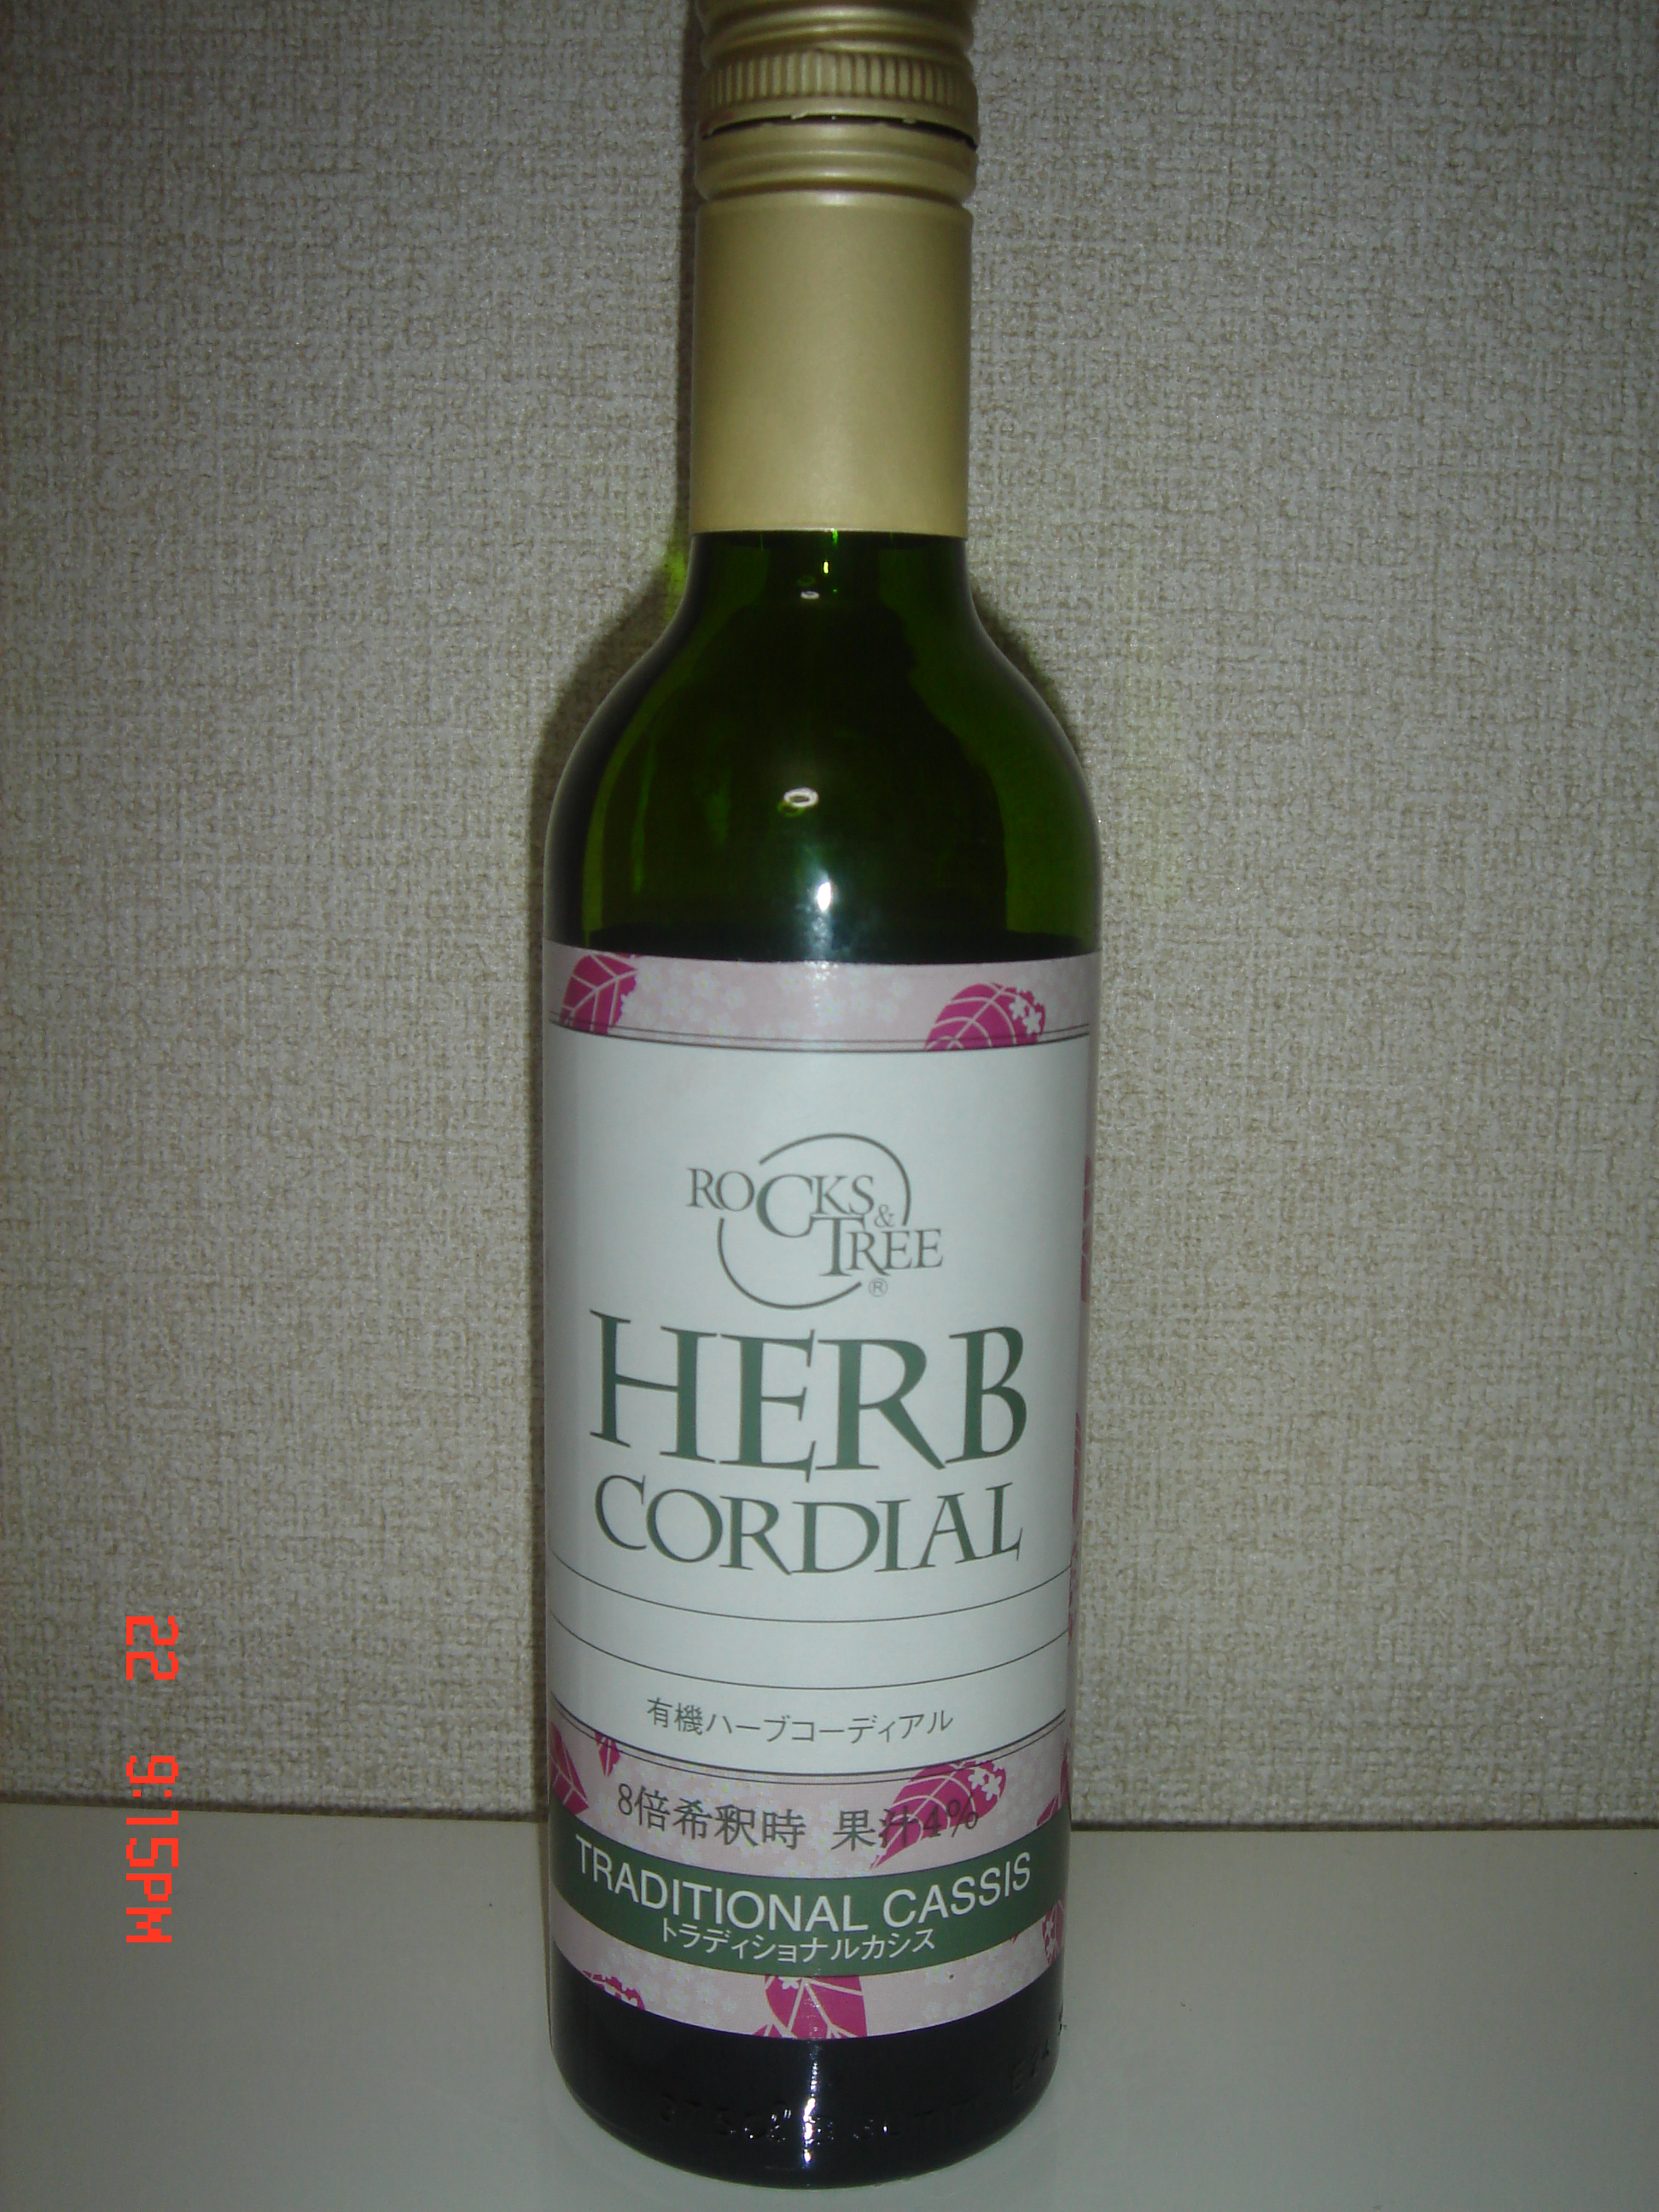 ROCKS
& TREE
®
HERB
CORDIAL
有機ハーブコーディアル
8倍希釈時 果汁4%
TRADITIONAL CASSIS
トラディショナルカシス
22 9:15PM